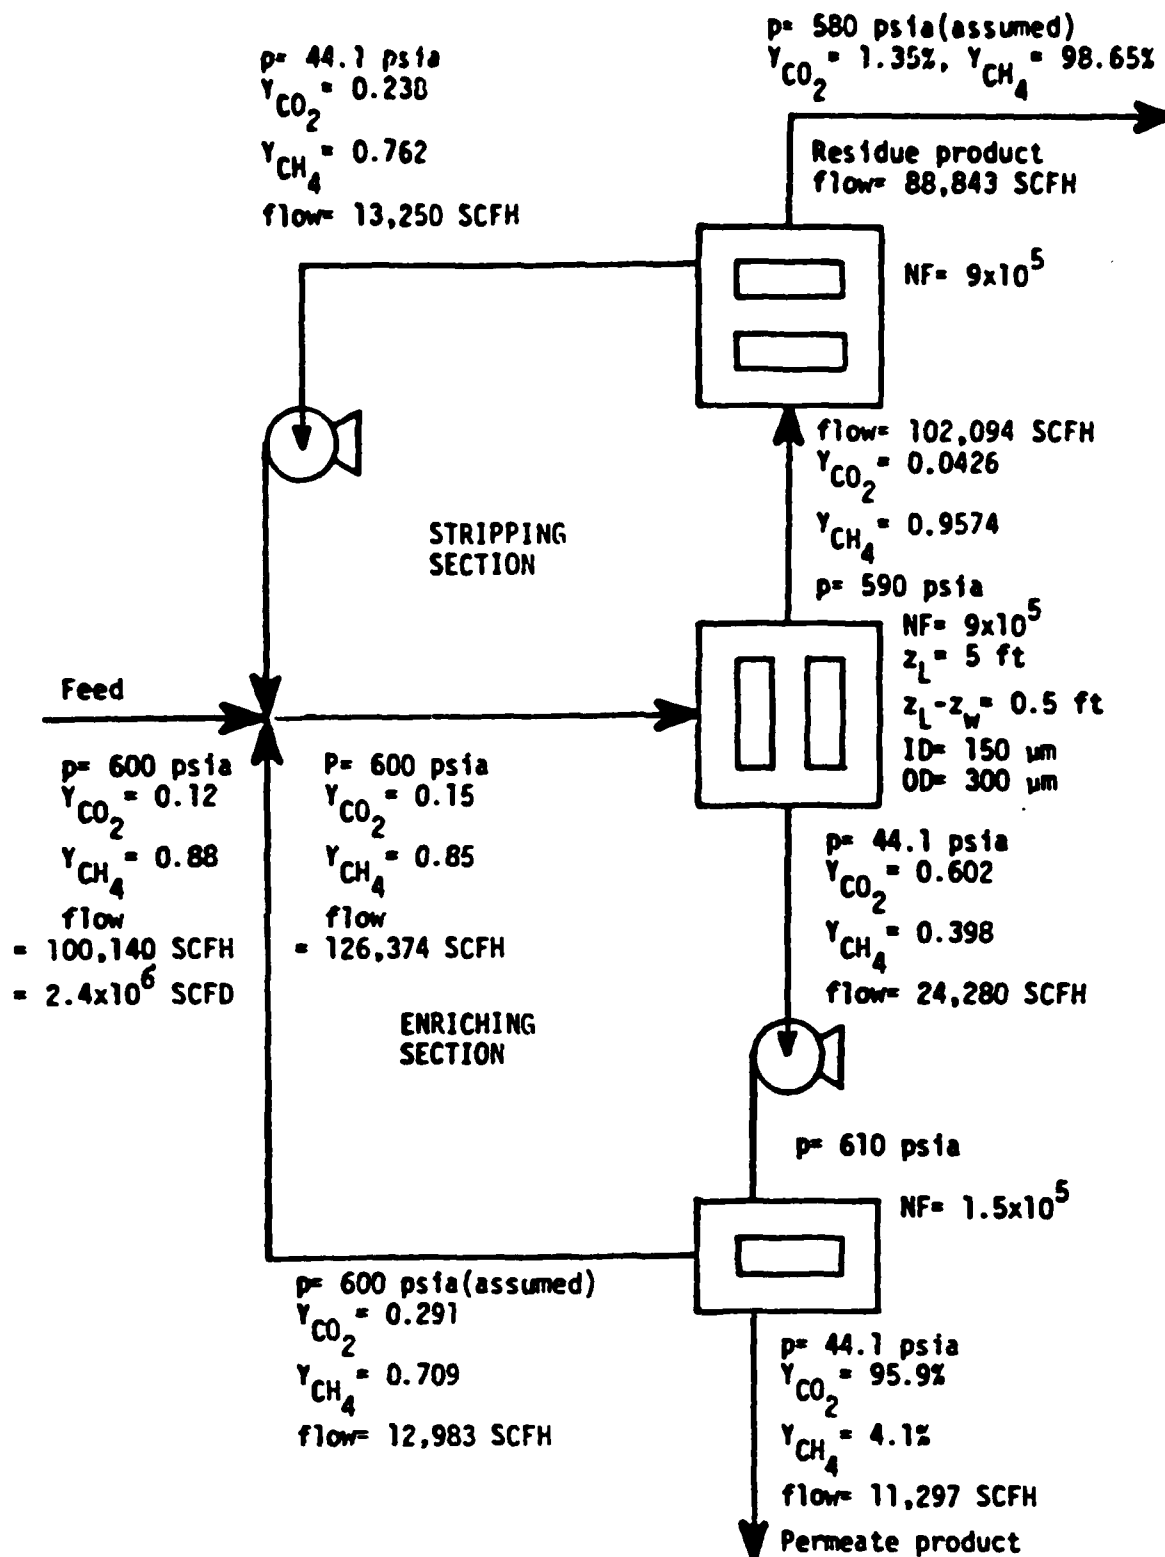 p= 580 psia(assumed)
Y_CO2 = 1.35%, Y_CH4 = 98.65%
Residue product
flow= 88,843 SCFH
p= 44.1 psia
Y_CO2 = 0.238
Y_CH4 = 0.762
flow= 13,250 SCFH
NF= 9x10^5
flow= 102,094 SCFH
Y_CO2 = 0.0426
Y_CH4 = 0.9574
p= 590 psia
STRIPPING
SECTION
NF= 9x10^5
z_L= 5 ft
z_L-z_w= 0.5 ft
ID= 150 μm
OD= 300 μm
Feed
p= 600 psia
Y_CO2 = 0.12
Y_CH4 = 0.88
flow
= 100,140 SCFH
= 2.4x10^6 SCFD
P= 600 psia
Y_CO2 = 0.15
Y_CH4 = 0.85
flow
= 126,374 SCFH
p= 44.1 psia
Y_CO2 = 0.602
Y_CH4 = 0.398
flow= 24,280 SCFH
ENRICHING
SECTION
p= 610 psia
NF= 1.5x10^5
p= 600 psia(assumed)
Y_CO2 = 0.291
Y_CH4 = 0.709
flow= 12,983 SCFH
p= 44.1 psia
Y_CO2 = 95.9%
Y_CH4 = 4.1%
flow= 11,297 SCFH
Permeate product